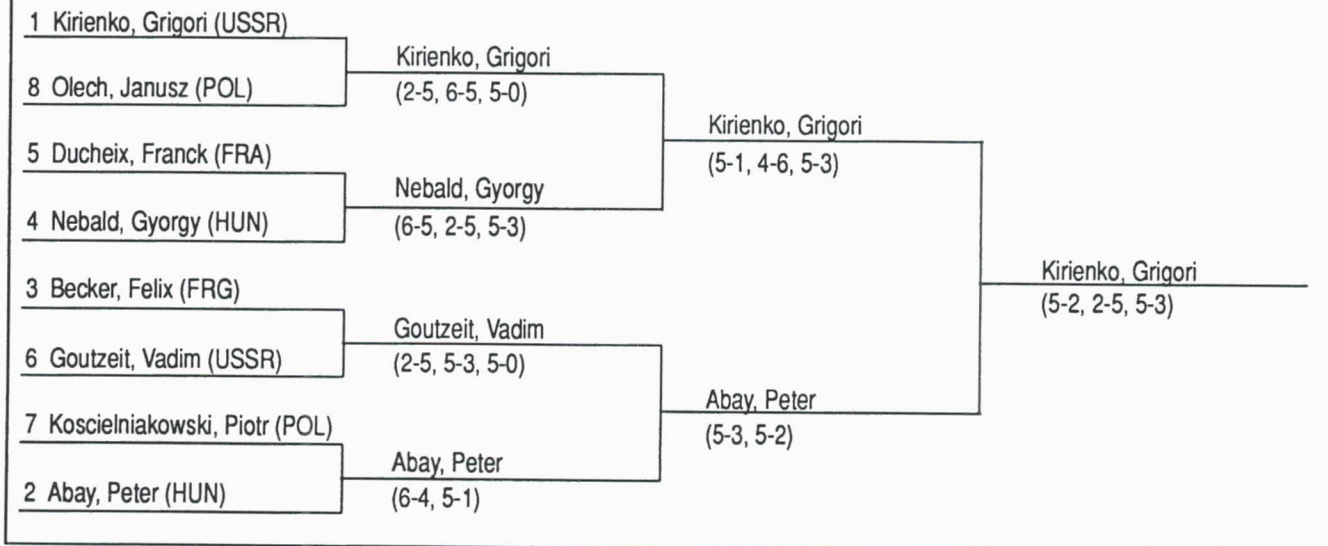 1 Kirienko, Grigori (USSR)
8 Olech, Janusz (POL)
5 Ducheix, Franck (FRA)
4 Nebald, Gyorgy (HUN)
3 Becker, Felix (FRG)
6 Goutzeit, Vadim (USSR)
7 Koscielniakowski, Piotr (POL)
2 Abay, Peter (HUN)
Kirienko, Grigori
(2-5, 6-5, 5-0)
Nebald, Gyorgy
(6-5, 2-5, 5-3)
Goutzeit, Vadim
(2-5, 5-3, 5-0)
Abay, Peter
(6-4, 5-1)
Kirienko, Grigori
(5-1, 4-6, 5-3)
Abay, Peter
(5-3, 5-2)
Kirienko, Grigori
(5-2, 2-5, 5-3)